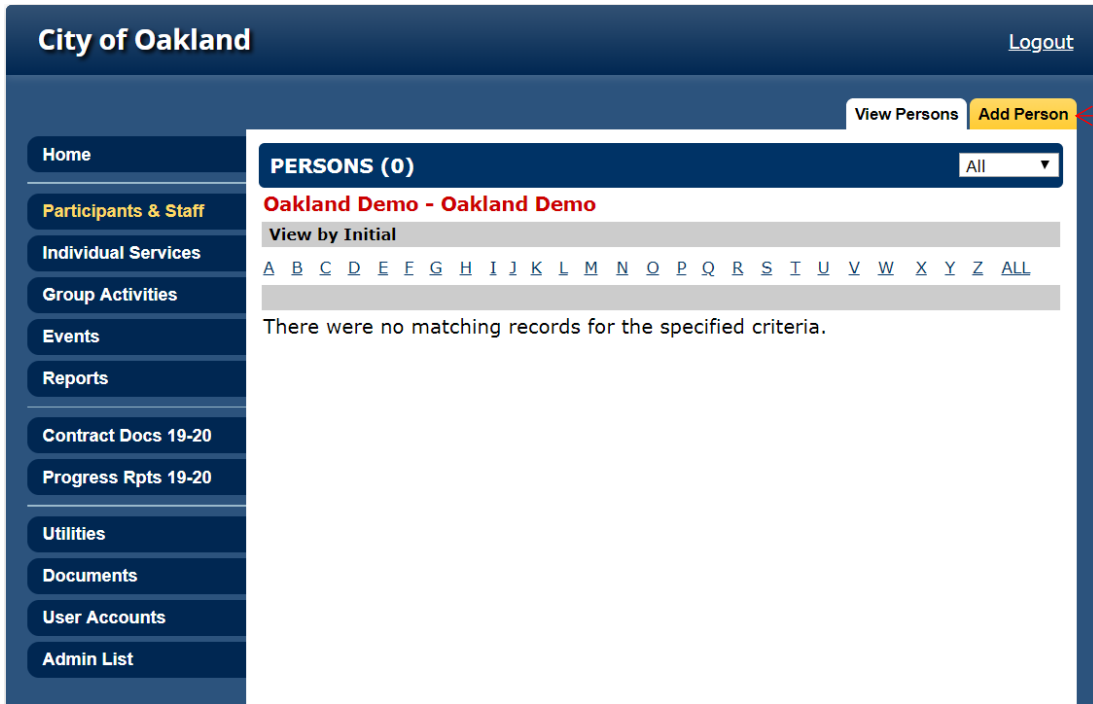 City of Oakland
Logout
View Persons
Add Person
Home
PERSONS (0)
All
Participants & Staff
Oakland Demo - Oakland Demo
View by Initial
Individual Services
A B C D E F G H I J K L M N O P Q R S T U V W X Y Z ALL
Group Activities
There were no matching records for the specified criteria.
Events
Reports
Contract Docs 19-20
Progress Rpts 19-20
Utilities
Documents
User Accounts
Admin List